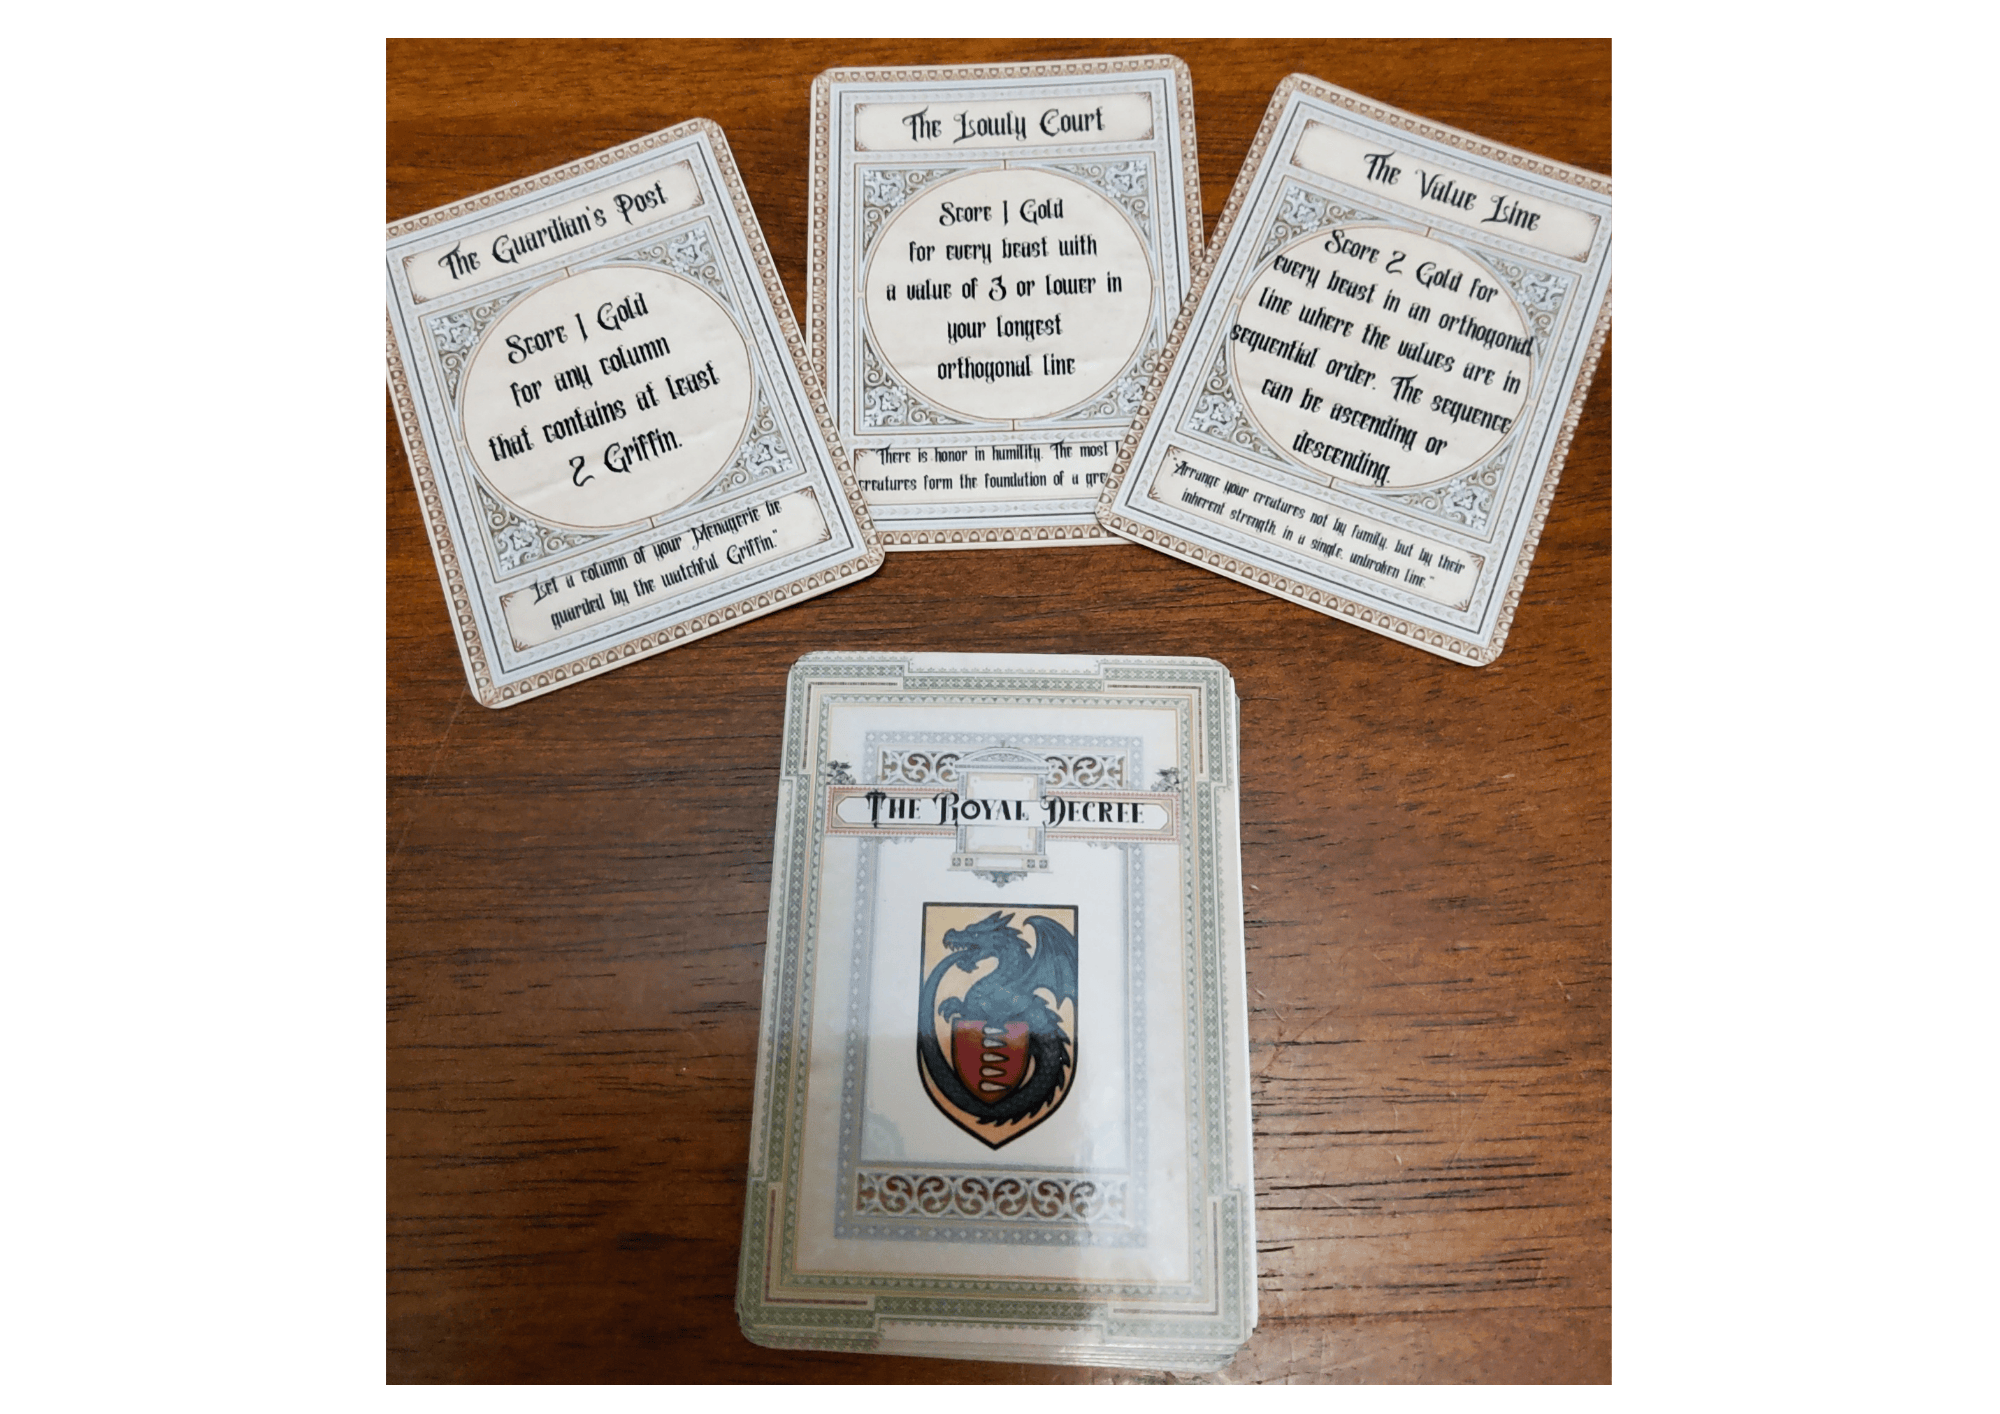 The Guardian's Post
Score 1 Gold
for any column
that contains at least
2 Griffin.
"Let a column of your Menagerie be
guarded by the watchful Griffin."
The Lowly Court
Score 1 Gold
for every beast with
a value of 3 or lower in
your longest
orthogonal line
"There is honor in humility. The most
creatures form the foundation of a
The Value Line
Score 2 Gold for
every beast in an orthogonal
line where the values are in
sequential order. The sequence
can be ascending or
descending.
"Arrange your creatures not by family, but by their
inherent strength, in a single, unbroken line."
The Royal Decree